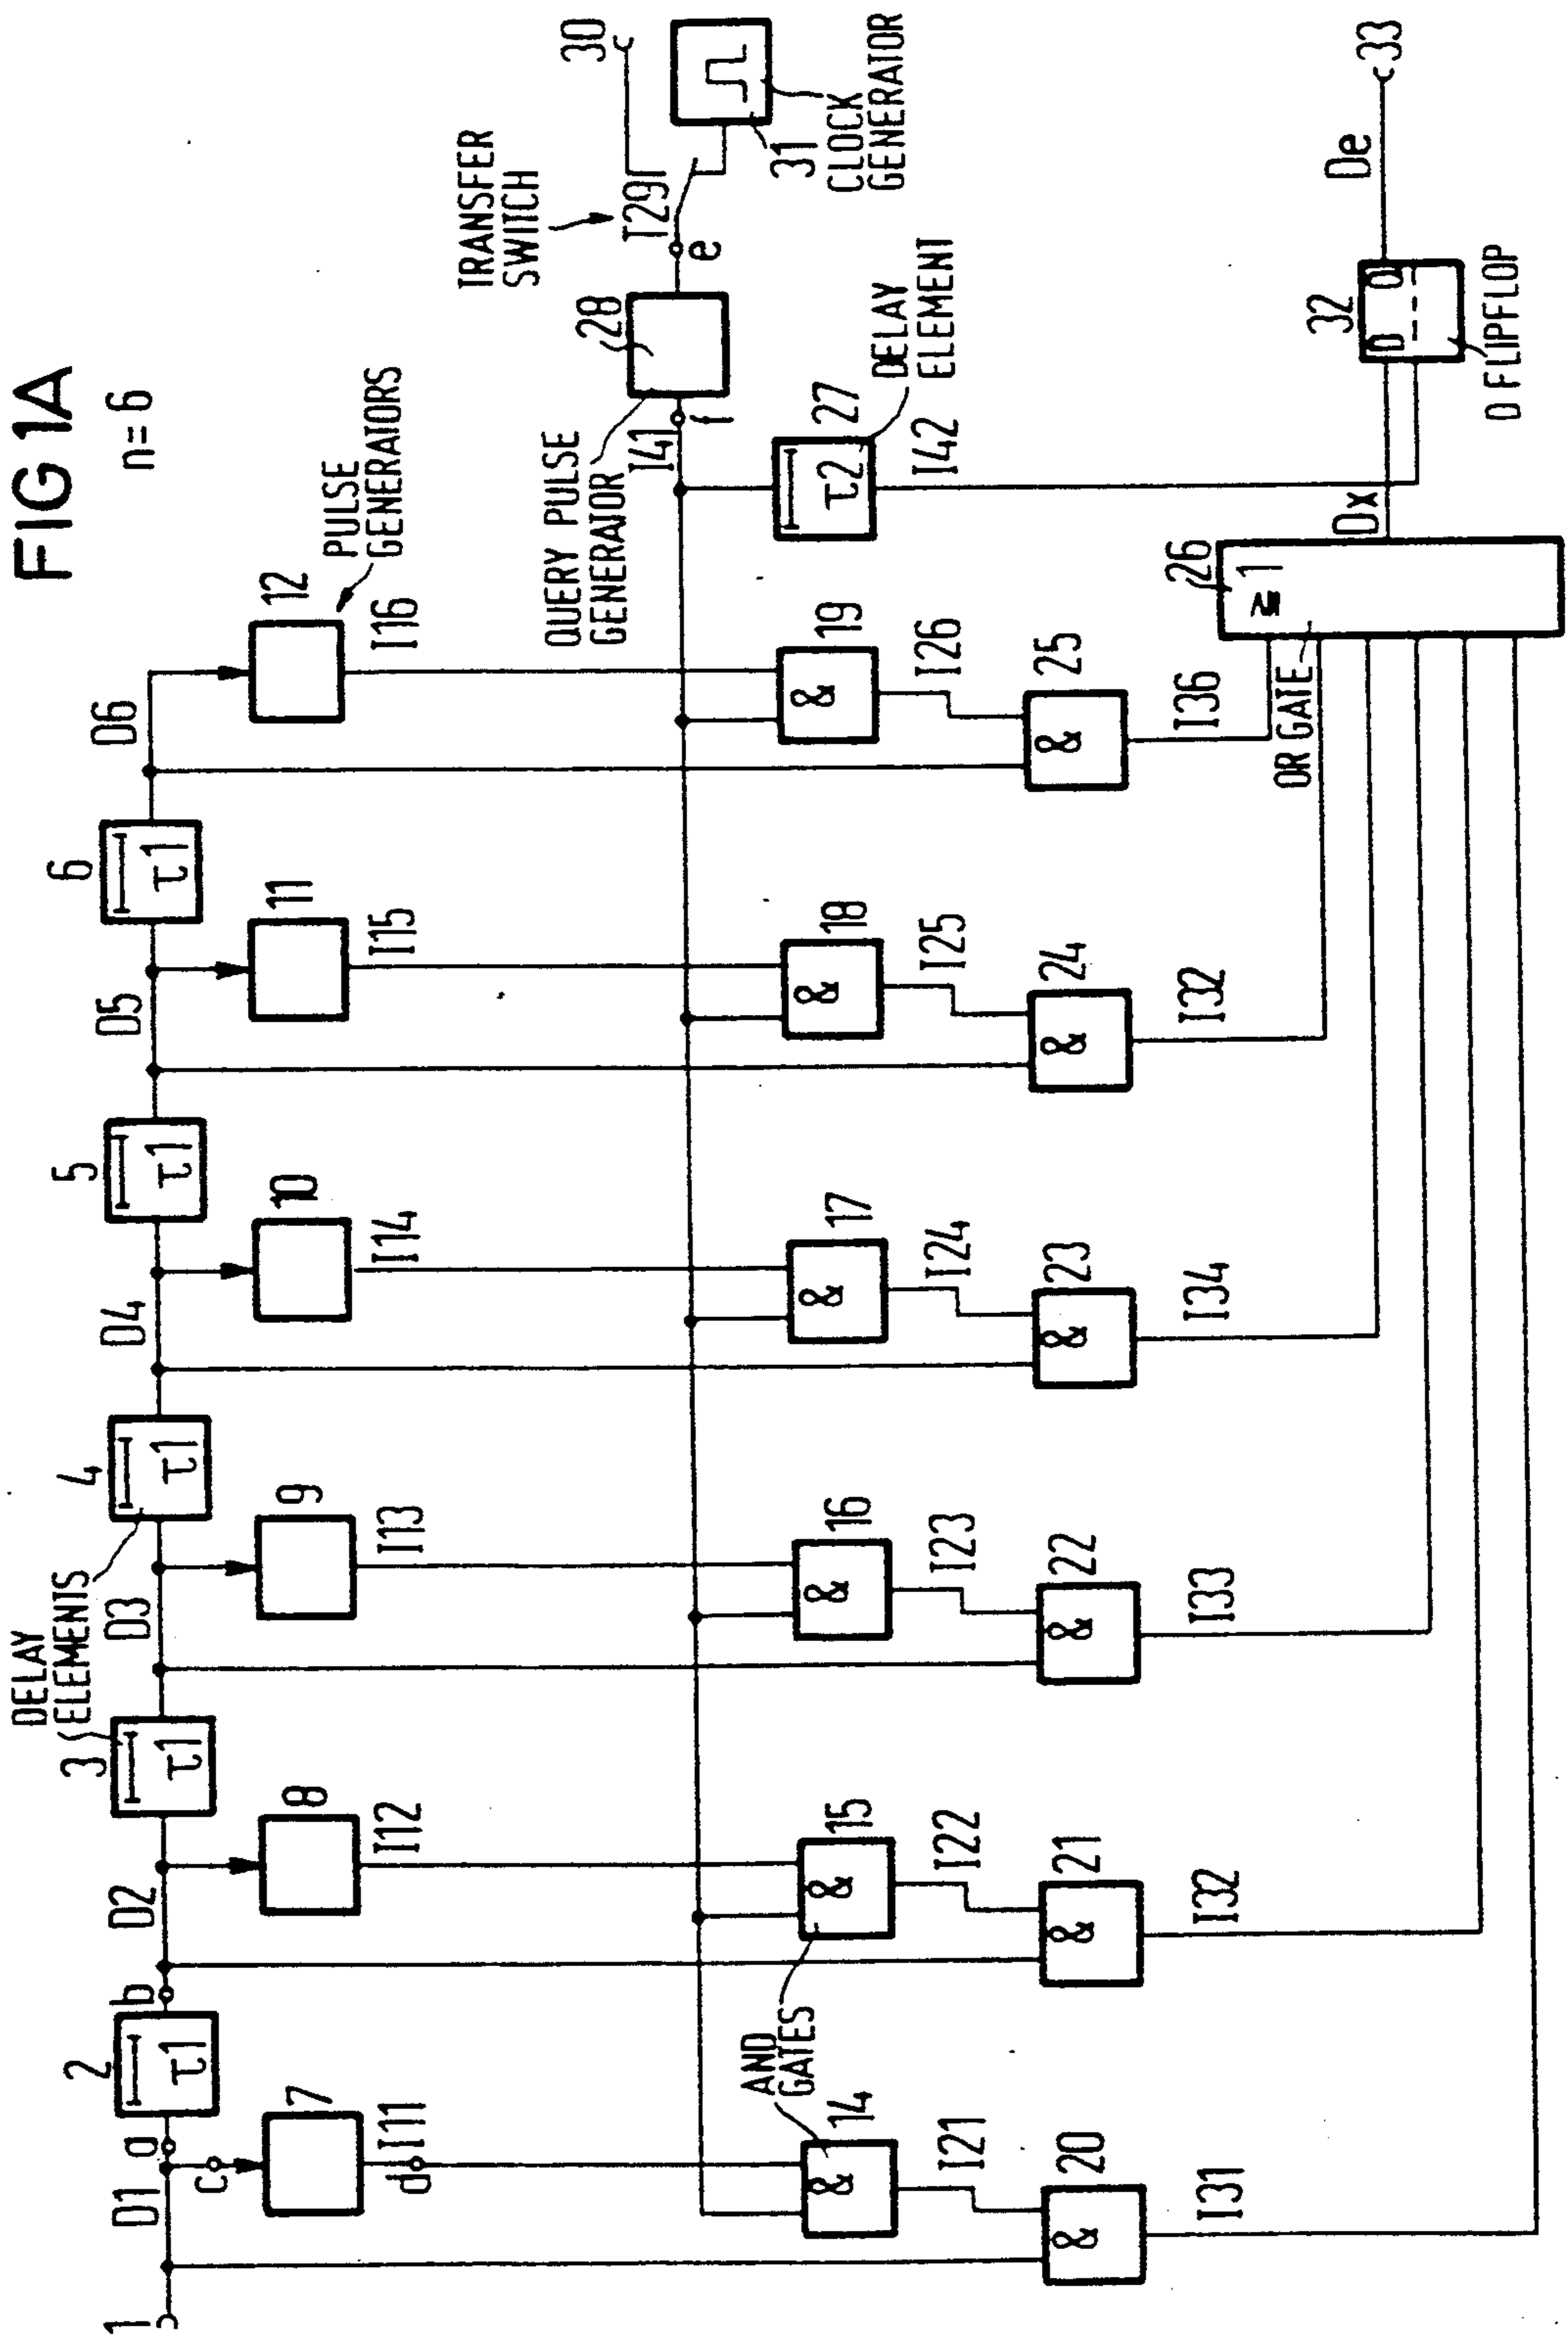 FIG 1A
n = 6
DELAY
ELEMENTS
PULSE
GENERATORS
TRANSFER
SWITCH
30
1
D1
a
2
τ1
b
D2
3
τ1
D3
4
τ1
D4
5
τ1
D5
6
τ1
D6
c
7
8
9
10
11
12
d
I11
I12
I13
I14
I15
I16
QUERY PULSE
GENERATOR
I41
f
28
e
I29
31
CLOCK
GENERATOR
AND
GATES
14
&
15
&
16
&
17
&
18
&
19
&
τ2
27
DELAY
ELEMENT
I21
I22
I23
I24
I25
I26
I42
20
&
21
&
22
&
23
&
24
&
25
&
I31
I32
I33
I34
I32
I36
OR GATE
26
≥ 1
Dx
32
D
Q
De
33
D FLIPFLOP